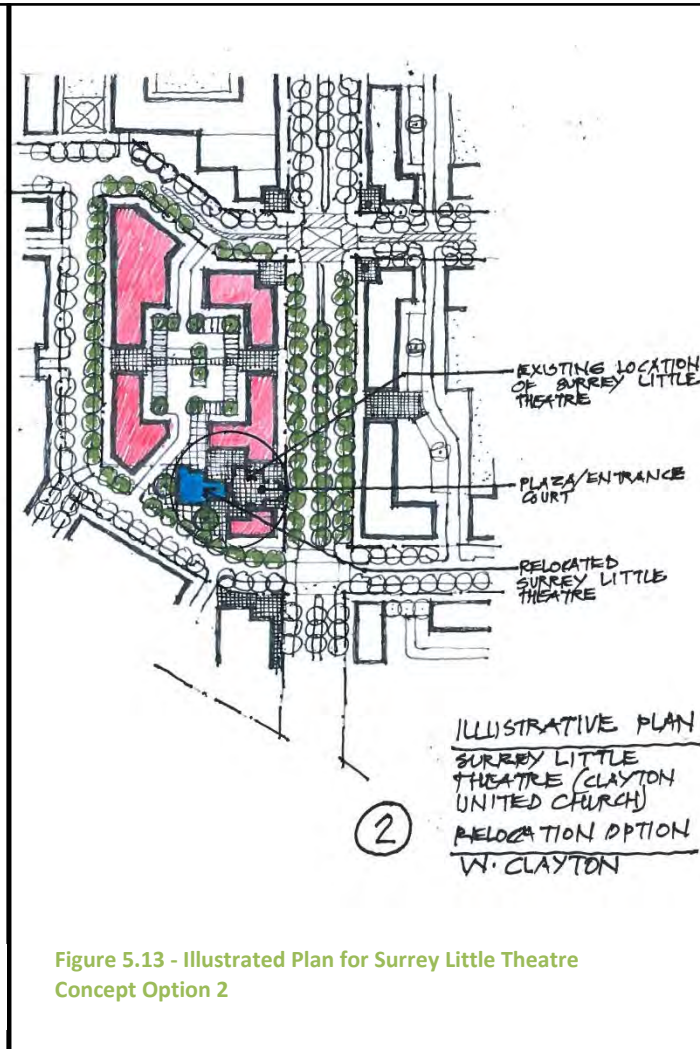 EXISTING LOCATION
OF SURREY LITTLE
THEATRE
PLAZA/ENTRANCE
COURT
RELOCATED
SURREY LITTLE
THEATRE
ILLUSTRATIVE PLAN
SURREY LITTLE
THEATRE (CLAYTON
UNITED CHURCH)
RELOCATION OPTION
W. CLAYTON
2
Figure 5.13 - Illustrated Plan for Surrey Little Theatre
Concept Option 2